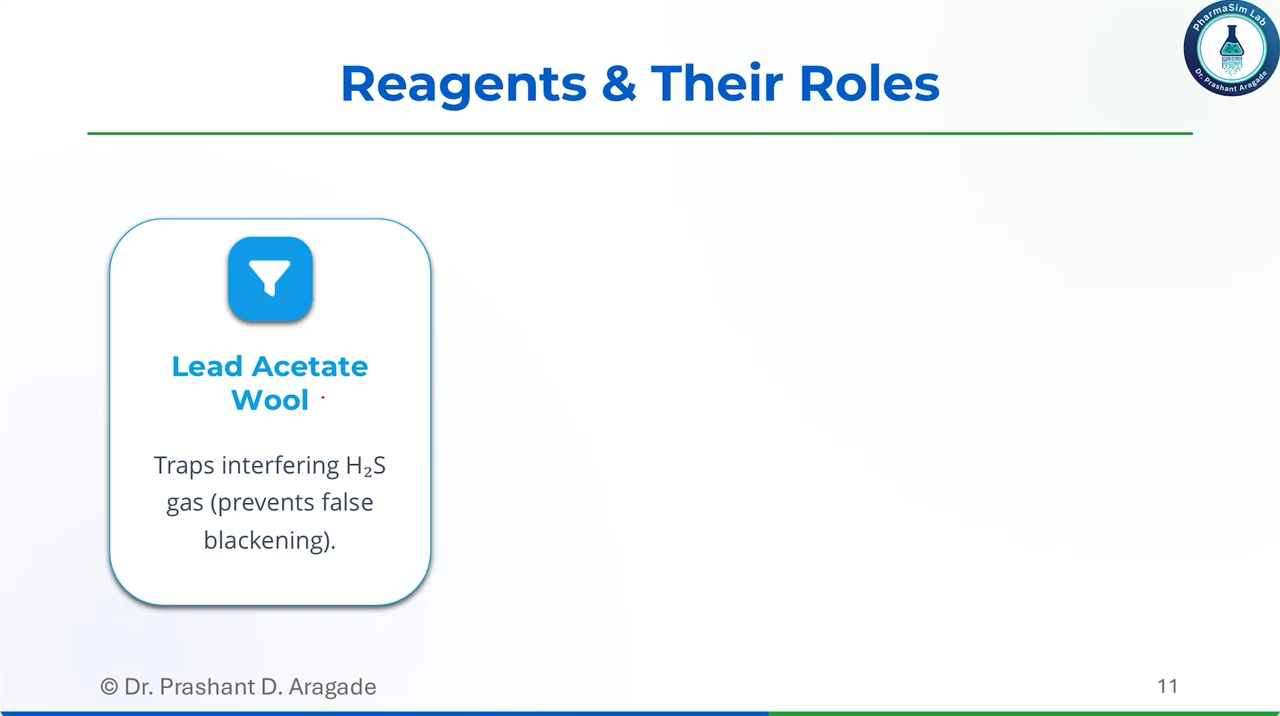 PharmaSim Lab
Dr. Prashant Aragade
Reagents & Their Roles
Lead Acetate
Wool
Traps interfering H₂S
gas (prevents false
blackening).
© Dr. Prashant D. Aragade
11